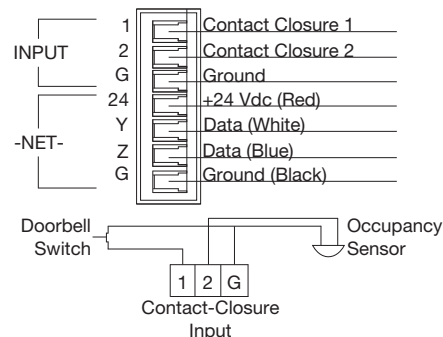 1 Contact Closure 1
INPUT
2 Contact Closure 2
G Ground
24 +24 Vdc (Red)
Y Data (White)
-NET-
Z Data (Blue)
G Ground (Black)
Doorbell
Switch
Occupancy
Sensor
1 2 G
Contact-Closure
Input